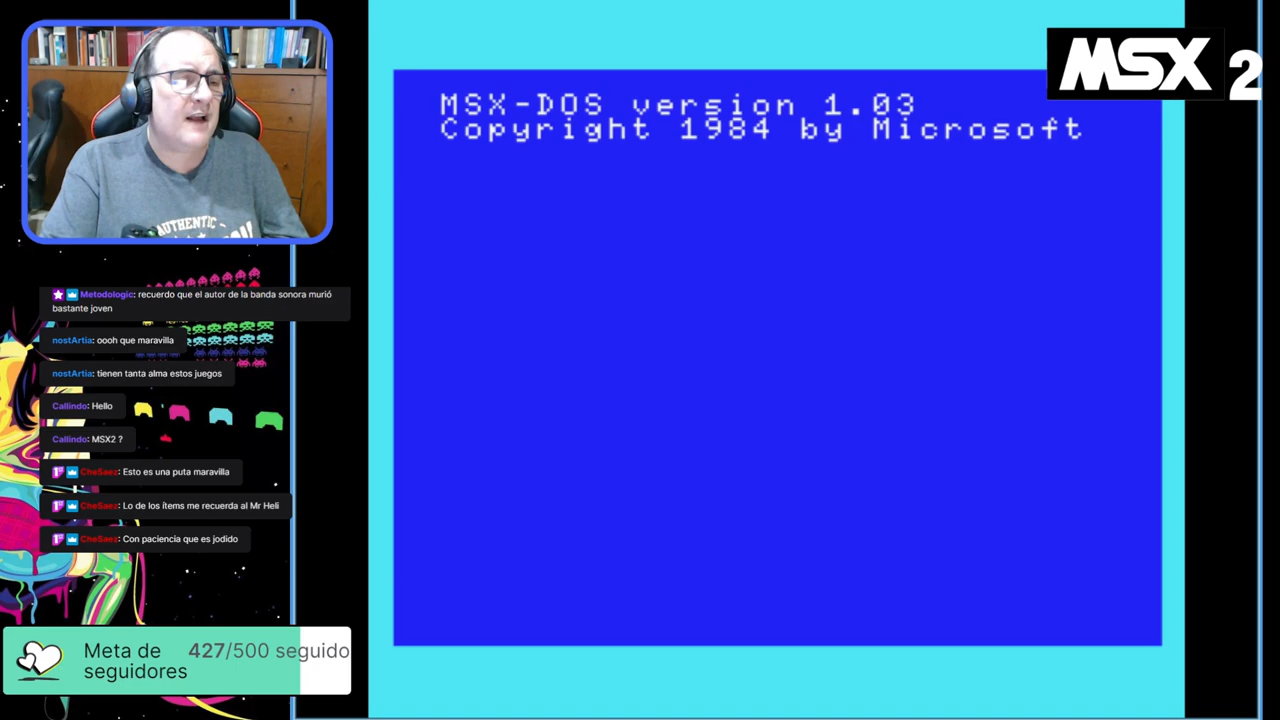 MSX 2
MSX-DOS version 1.03
Copyright 1984 by Microsoft
AUTHENTIC
Metodologic: recuerdo que el autor de la banda sonora murió
bastante joven
nostArtia: oooh que maravilla
nostArtia: tienen tanta alma estos juegos
Callindo: Hello
Callindo: MSX2 ?
CheSaez: Esto es una puta maravilla
CheSaez: Lo de los ítems me recuerda al Mr Heli
CheSaez: Con paciencia que es jodido
Meta de
seguidores
427/500 seguido